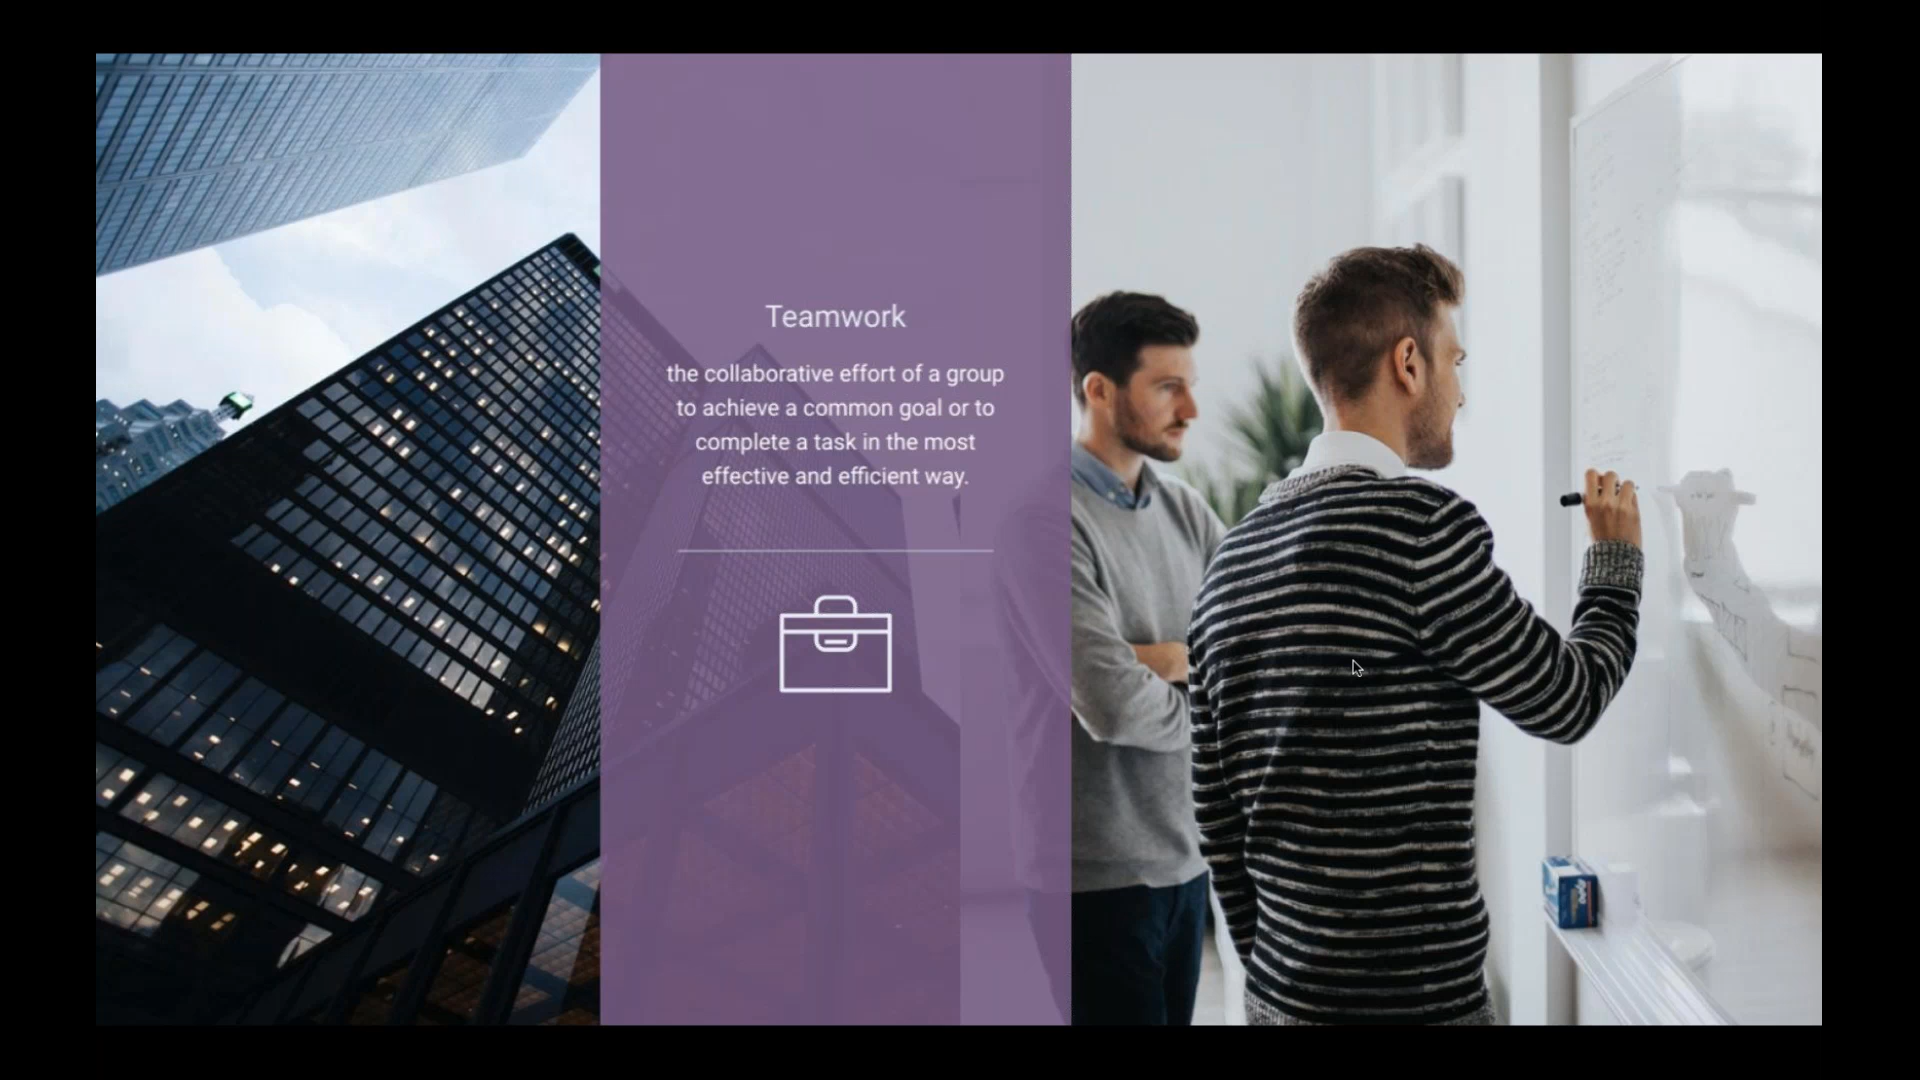 Teamwork
the collaborative effort of a group
to achieve a common goal or to
complete a task in the most
effective and efficient way.